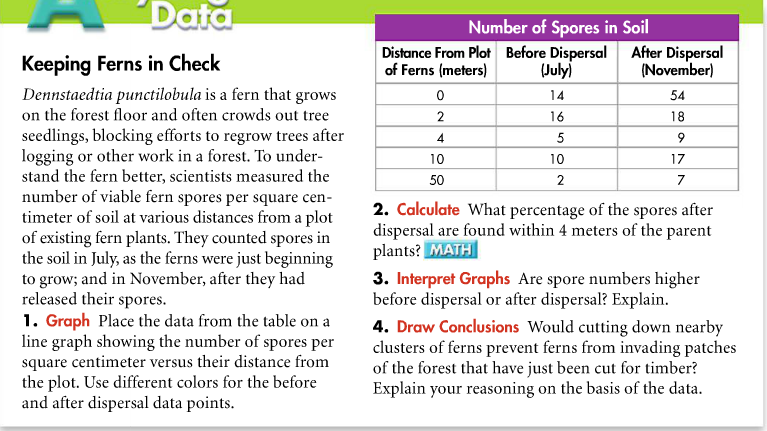 Data
Keeping Ferns in Check
Dennstaedtia punctilobula is a fern that grows
on the forest floor and often crowds out tree
seedlings, blocking efforts to regrow trees after
logging or other work in a forest. To under-
stand the fern better, scientists measured the
number of viable fern spores per square cen-
timeter of soil at various distances from a plot
of existing fern plants. They counted spores in
the soil in July, as the ferns were just beginning
to grow; and in November, after they had
released their spores.
1. Graph Place the data from the table on a
line graph showing the number of spores per
square centimeter versus their distance from
the plot. Use different colors for the before
and after dispersal data points.
Number of Spores in Soil
Distance From Plot of Ferns (meters) Before Dispersal (July) After Dispersal (November)
0 14 54
2 16 18
4 5 9
10 10 17
50 2 7
2. Calculate What percentage of the spores after
dispersal are found within 4 meters of the parent
plants? MATH
3. Interpret Graphs Are spore numbers higher
before dispersal or after dispersal? Explain.
4. Draw Conclusions Would cutting down nearby
clusters of ferns prevent ferns from invading patches
of the forest that have just been cut for timber?
Explain your reasoning on the basis of the data.